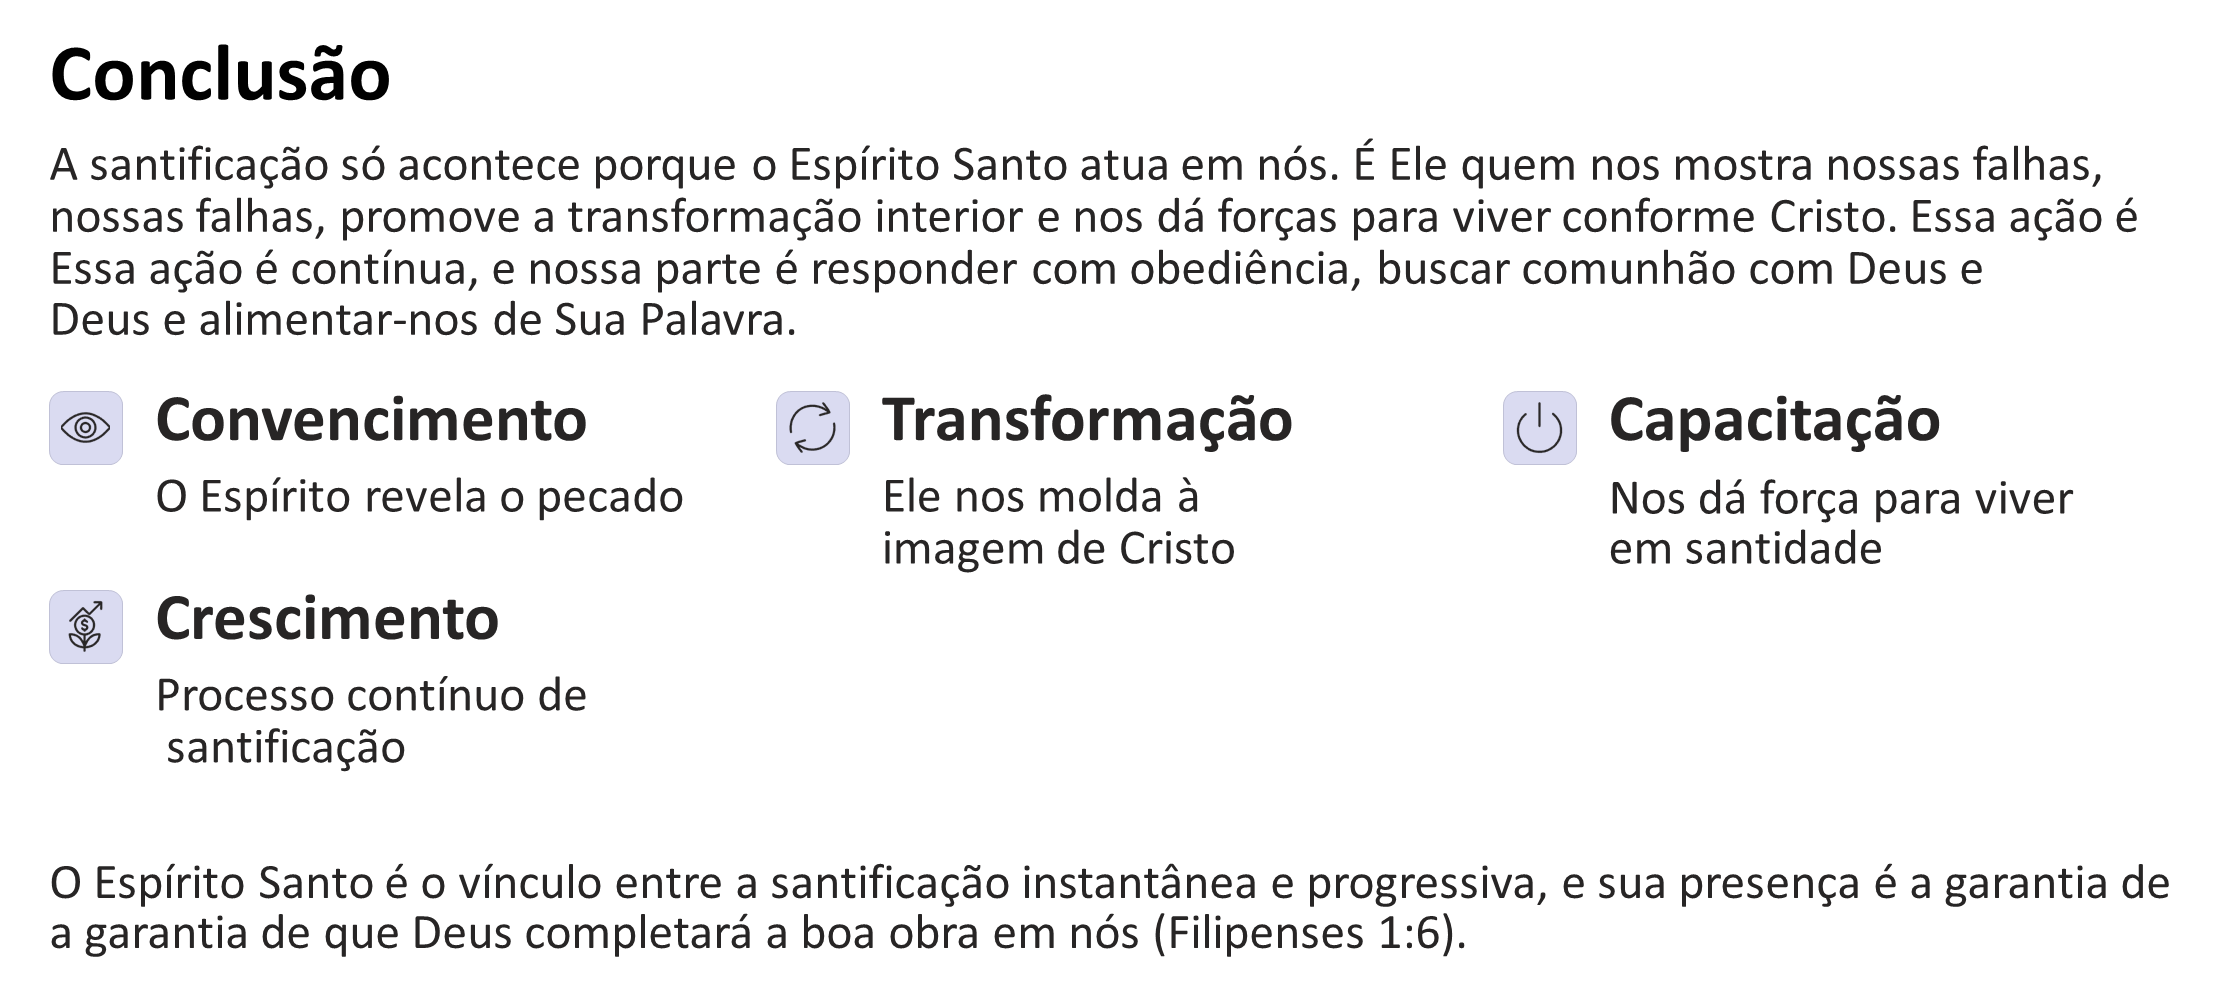 Conclusão
A santificação só acontece porque o Espírito Santo atua em nós. É Ele quem nos mostra nossas falhas,
nossas falhas, promove a transformação interior e nos dá forças para viver conforme Cristo. Essa ação é
Essa ação é contínua, e nossa parte é responder com obediência, buscar comunhão com Deus e
Deus e alimentar-nos de Sua Palavra.
Convencimento
O Espírito revela o pecado
Transformação
Ele nos molda à
imagem de Cristo
Capacitação
Nos dá força para viver
em santidade
$
Crescimento
Processo contínuo de
santificação
O Espírito Santo é o vínculo entre a santificação instantânea e progressiva, e sua presença é a garantia de
a garantia de que Deus completará a boa obra em nós (Filipenses 1:6).